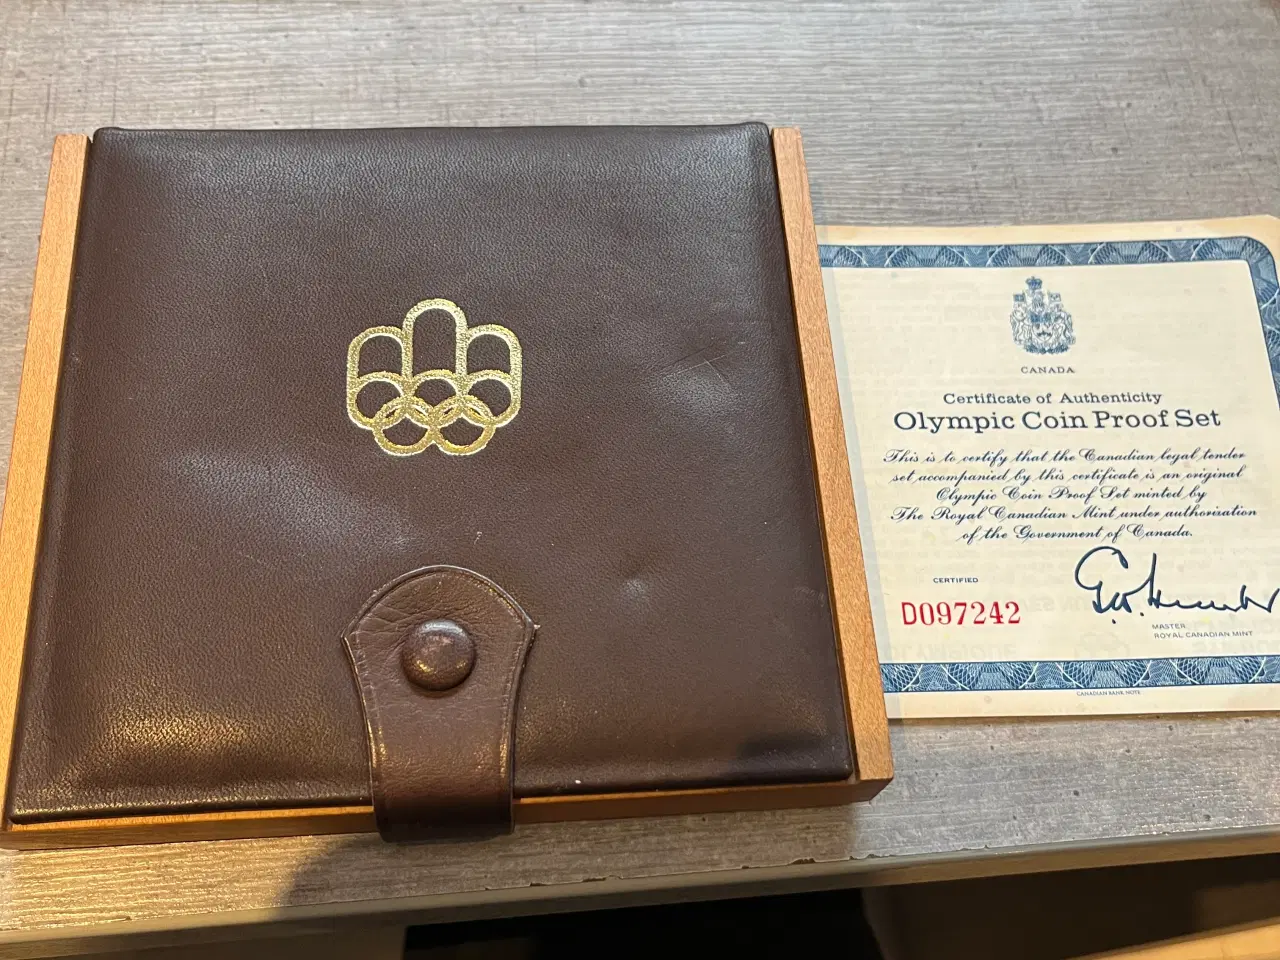 CANADA
Certificate of Authenticity
Olympic Coin Proof Set
This is to certify that the Canadian legal tender
set accompanied by this certificate is an original
Olympic Coin Proof Set minted by
The Royal Canadian Mint under authorization
of the Government of Canada.
CERTIFIED
D097242
MASTER
ROYAL CANADIAN MINT
CANADIAN BANK NOTE